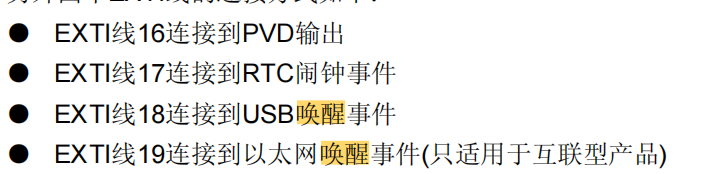 ● EXTI线16连接到PVD输出
● EXTI线17连接到RTC闹钟事件
● EXTI线18连接到USB唤醒事件
● EXTI线19连接到以太网唤醒事件(只适用于互联型产品)